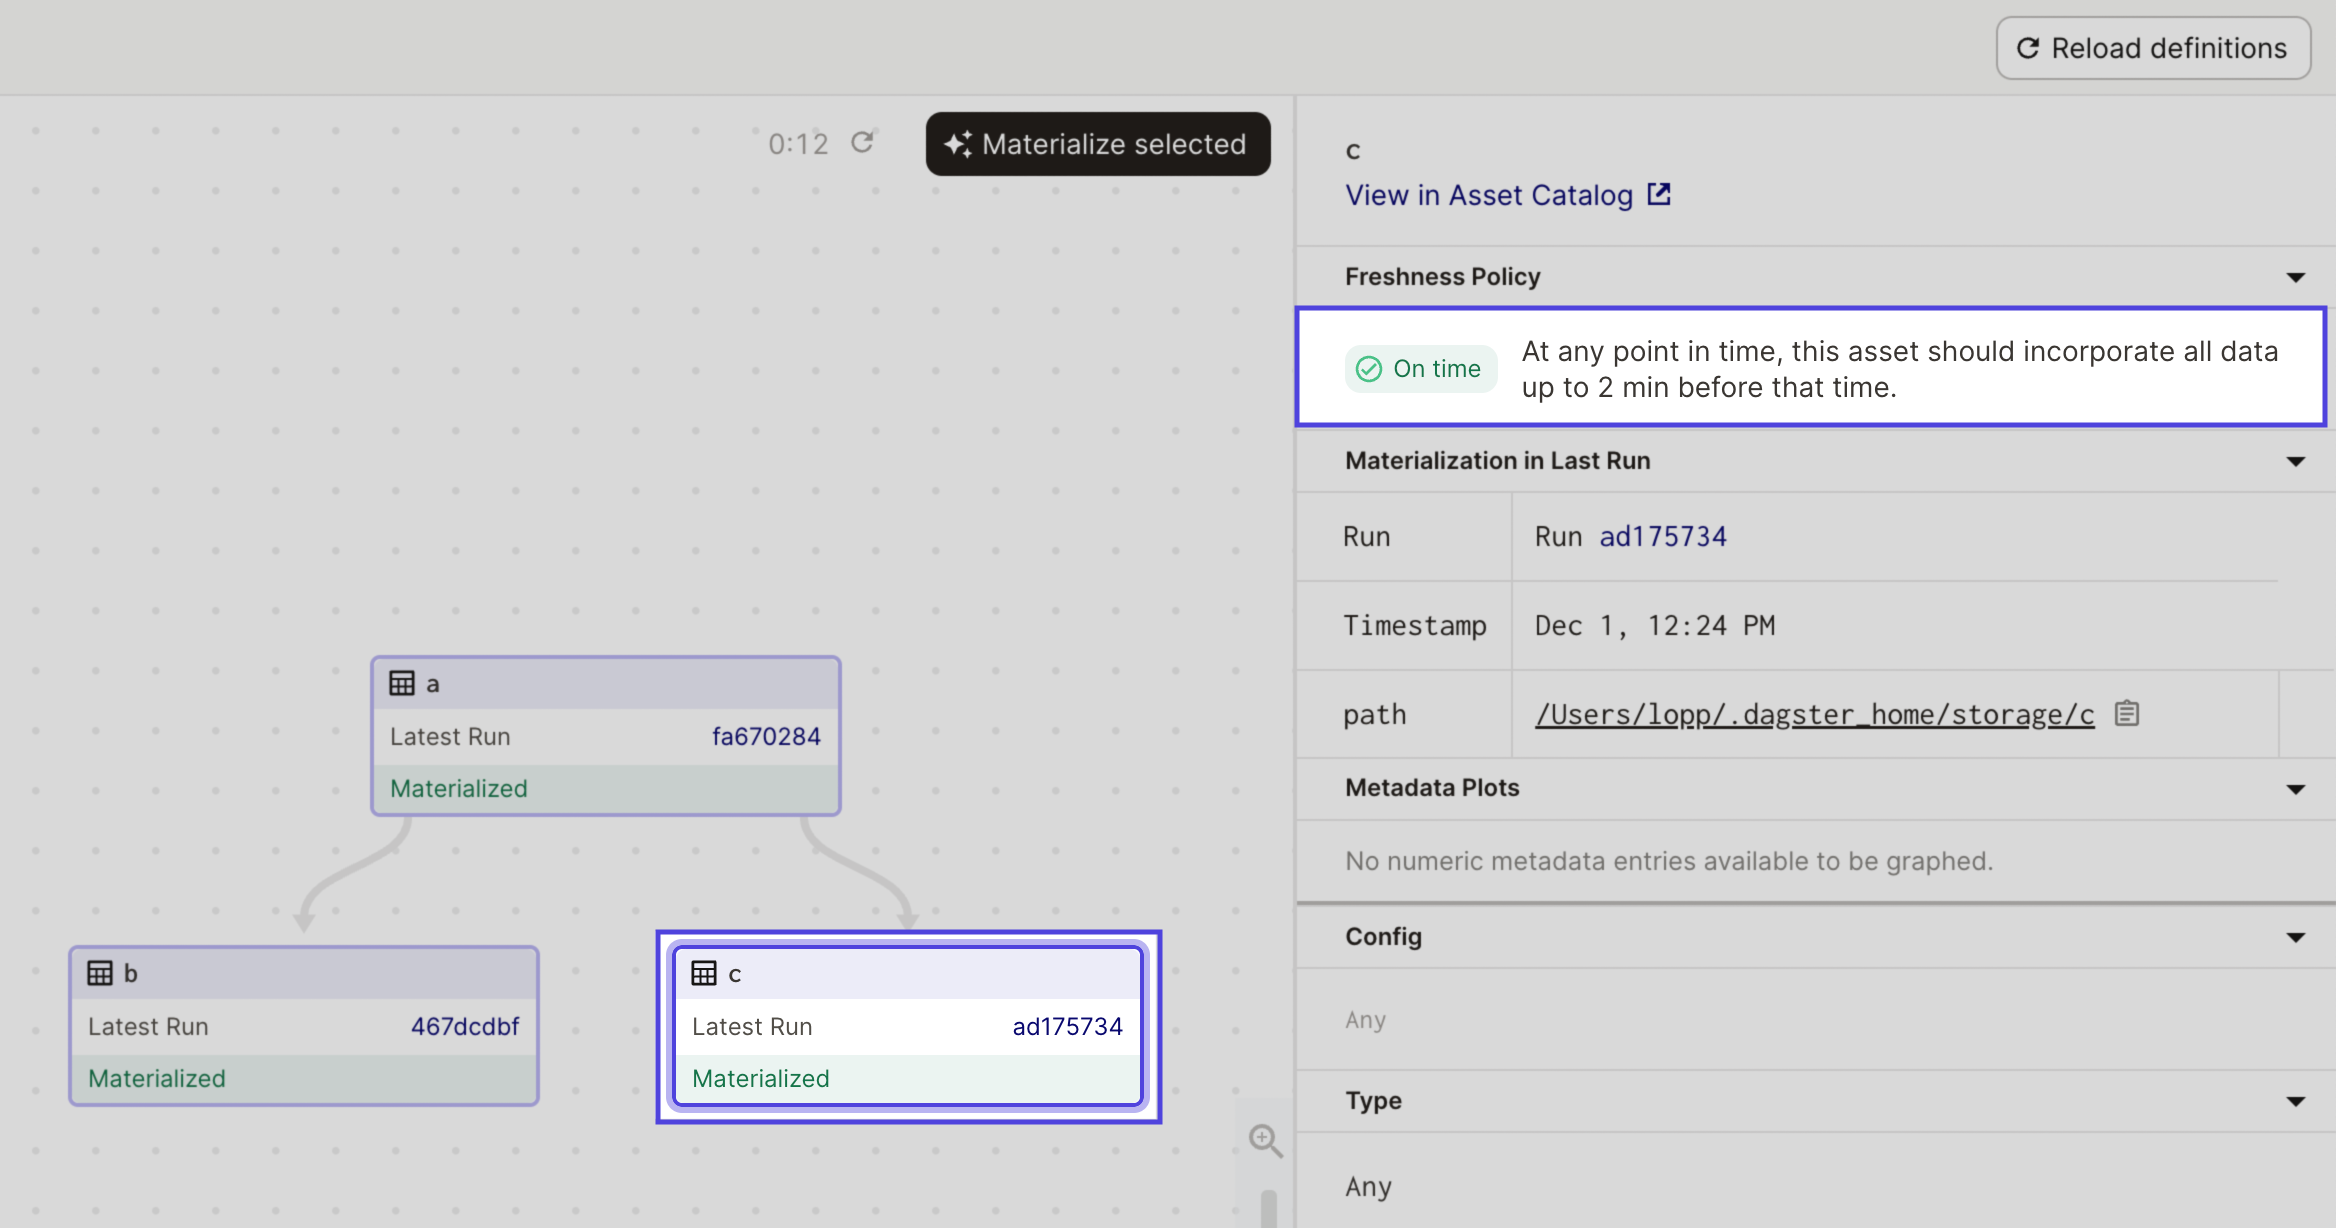 Reload definitions
0:12
Materialize selected
a
Latest Run fa670284
Materialized
b
Latest Run 467dcdbf
Materialized
c
Latest Run ad175734
Materialized
c
View in Asset Catalog
Freshness Policy
On time
At any point in time, this asset should incorporate all data
up to 2 min before that time.
Materialization in Last Run
Run Run ad175734
Timestamp Dec 1, 12:24 PM
path /Users/lopp/.dagster_home/storage/c
Metadata Plots
No numeric metadata entries available to be graphed.
Config
Any
Type
Any